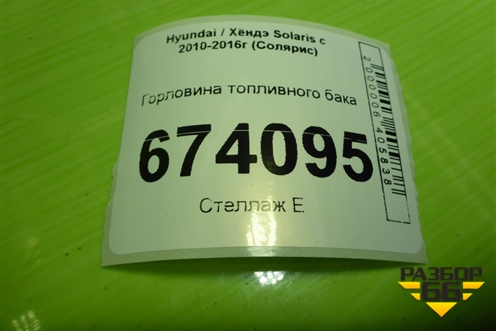 Hyundai / Хёндэ Solaris с
2010-2016г (Солярис)
Горловина топливного бака
674095
Стеллаж Е
2000006405838
РАЗБОР
66